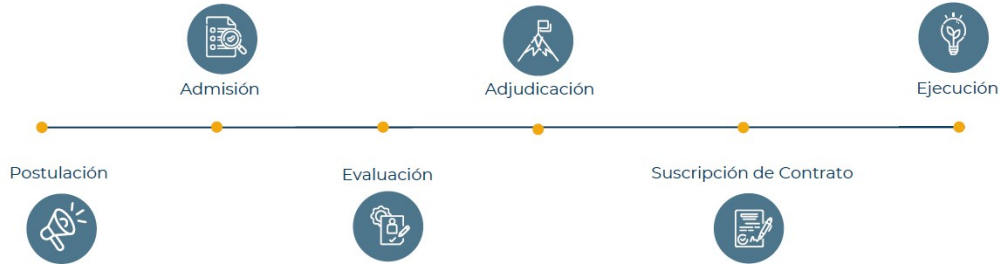 Admisión
Adjudicación
Ejecución
Postulación
Evaluación
Suscripción de Contrato